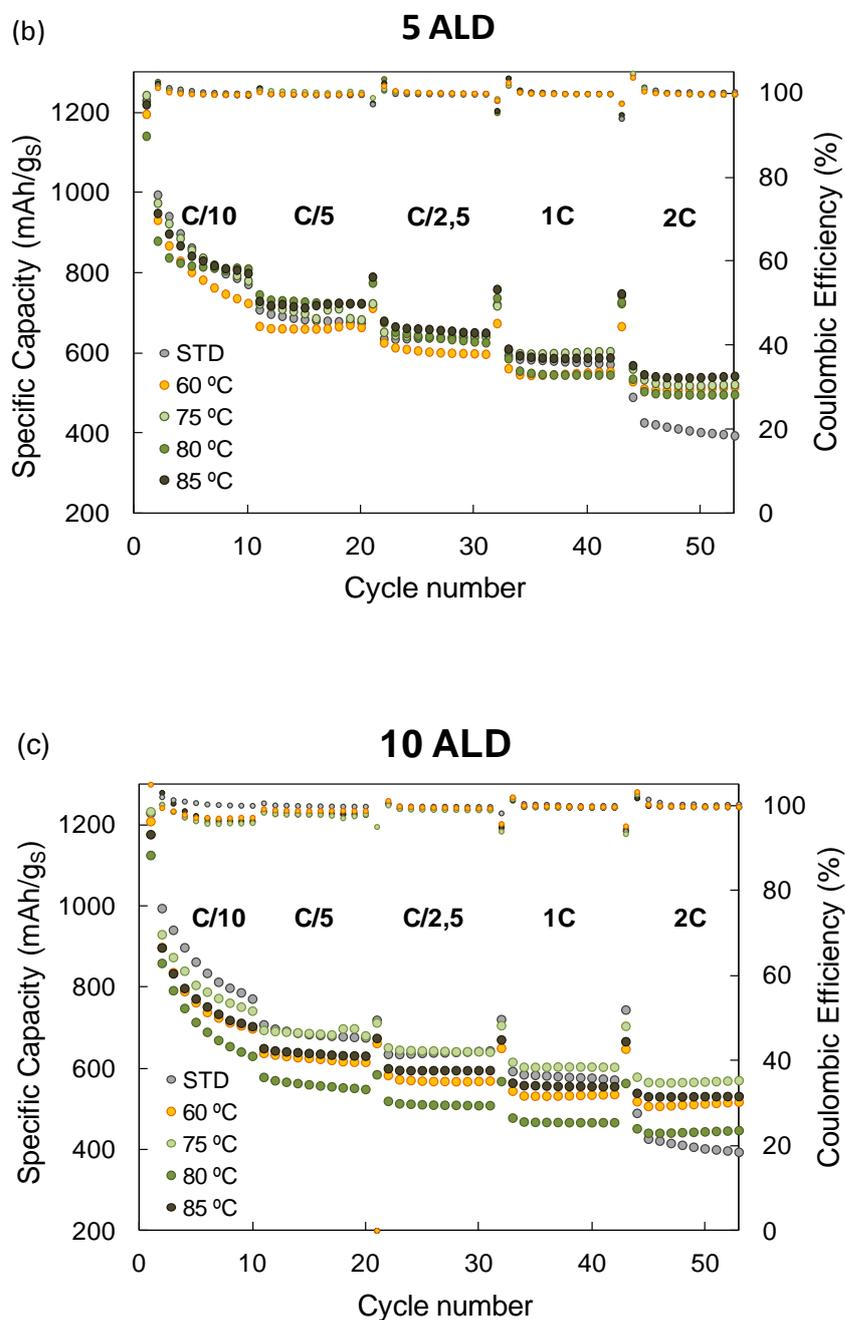 (b)
5 ALD
1200
1000
800
600
400
200
0
10
20
30
40
50
Cycle number
Specific Capacity (mAh/gS)
100
80
60
40
20
0
Coulombic Efficiency (%)
C/10
C/5
C/2,5
1C
2C
STD
60 ºC
75 ºC
80 ºC
85 ºC
(c)
10 ALD
1200
1000
800
600
400
200
0
10
20
30
40
50
Cycle number
Specific Capacity (mAh/gS)
100
80
60
40
20
0
Coulombic Efficiency (%)
C/10
C/5
C/2,5
1C
2C
STD
60 ºC
75 ºC
80 ºC
85 ºC